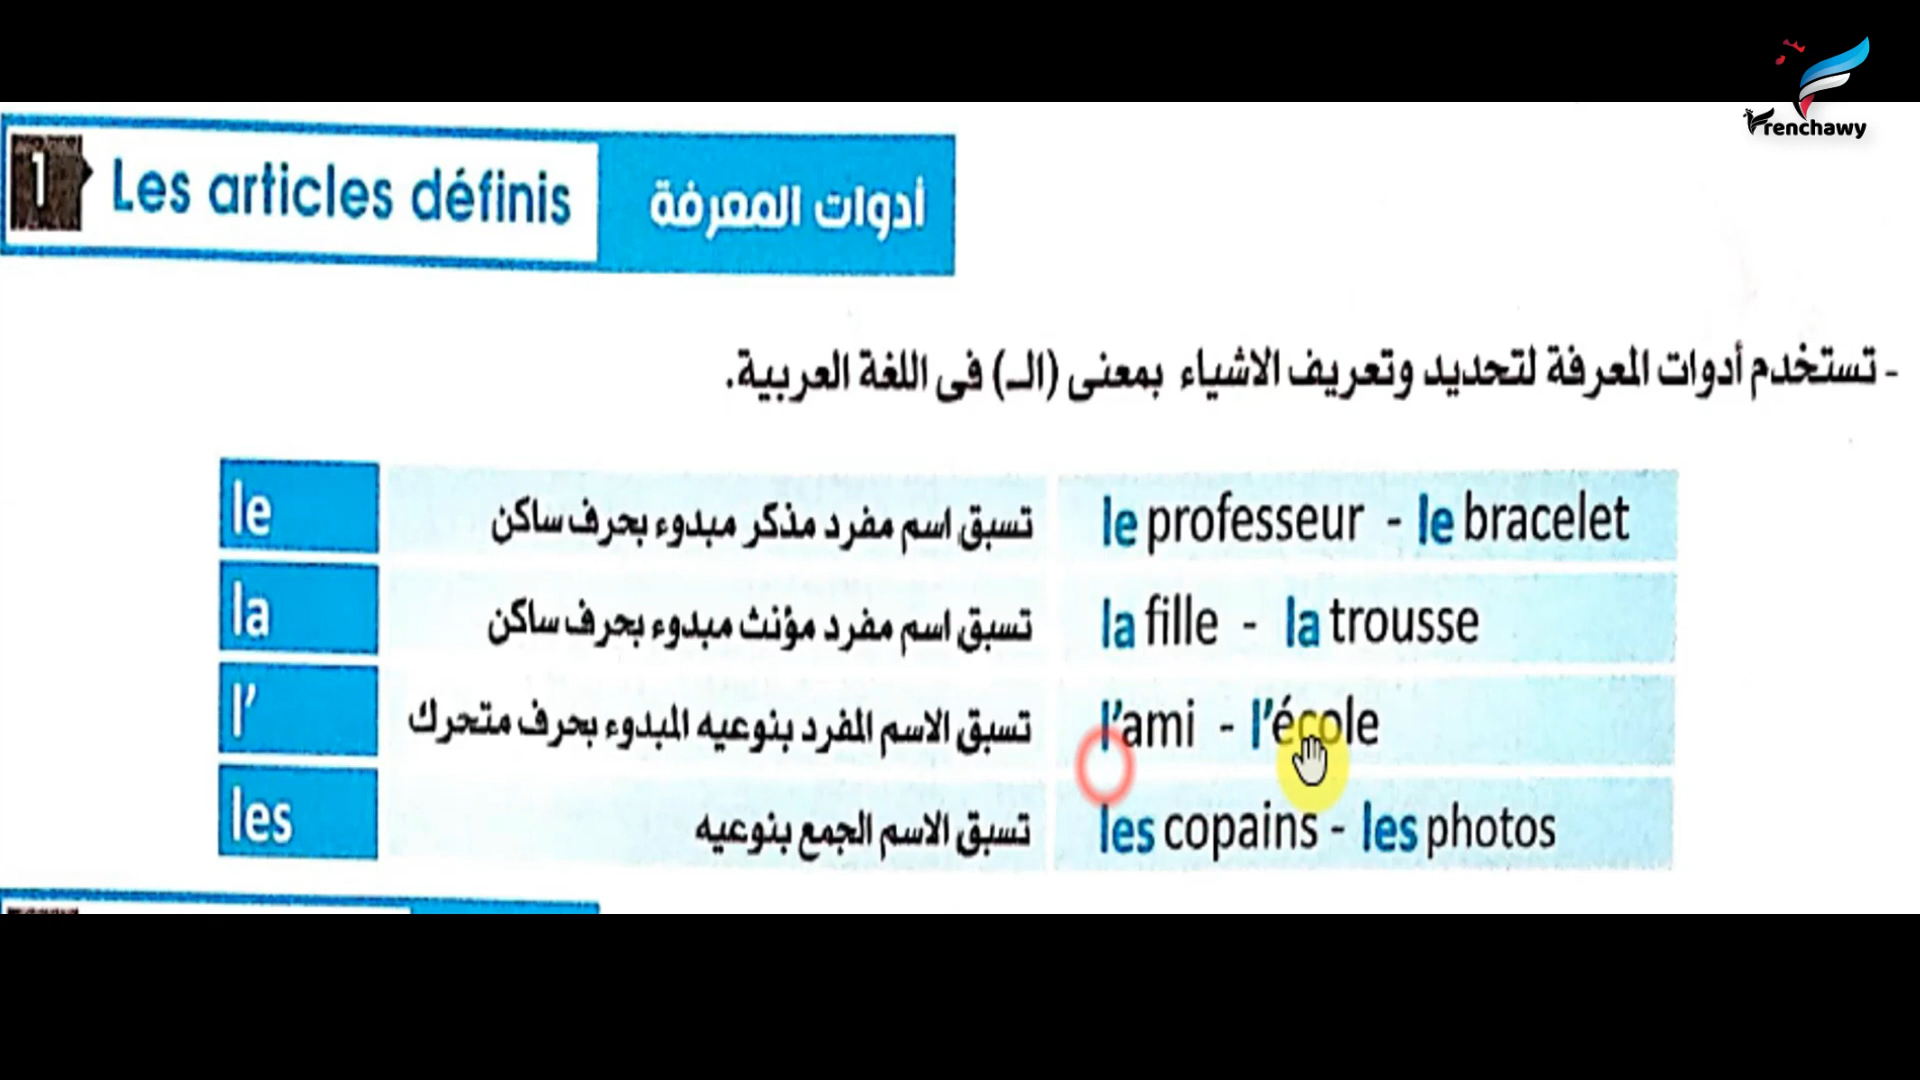 Frenchawy
1 Les articles définis أدوات المعرفة
- تستخدم أدوات المعرفة لتحديد وتعريف الاشياء بمعنى (الـ) فى اللغة العربية.
le تسبق اسم مفرد مذكر مبدوء بحرف ساكن le professeur - le bracelet
la تسبق اسم مفرد مؤنث مبدوء بحرف ساكن la fille - la trousse
l’ تسبق الاسم المفرد بنوعيه المبدوء بحرف متحرك l’ami - l’école
les تسبق الاسم الجمع بنوعيه les copains - les photos